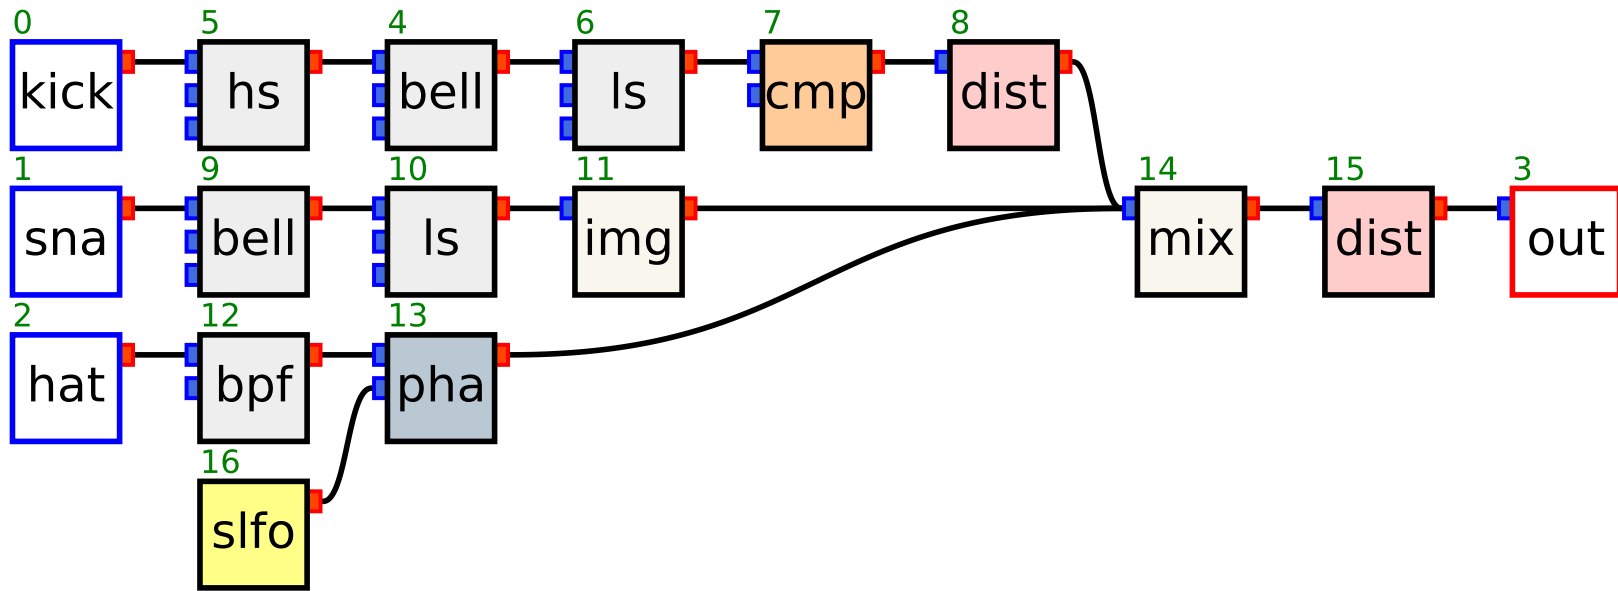 0 5 4 6 7 8
kick hs bell ls cmp dist
1 9 10 11 14 15 3
sna bell ls img mix dist out
2 12 13
hat bpf pha
16
slfo